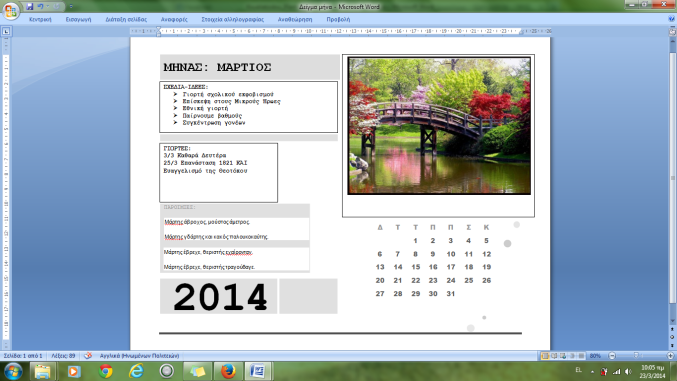 Δείγμα μηνα - Microsoft Word
Κεντρική Εισαγωγή Διάταξη σελίδας Αναφορές Στοιχεία αλληλογραφίας Αναθεώρηση Προβολή
ΜΗΝΑΣ: ΜΑΡΤΙΟΣ
ΣΧΕΔΙΑ-ΙΔΕΕΣ:
Γιορτή σχολικού εκφοβισμού
Επίσκεψη στους Μικρούς Ήρωες
Εθνική γιορτή
Παίρνουμε βαθμούς
Συγκέντρωση γονέων
ΓΙΟΡΤΕΣ:
3/3 Καθαρά Δευτέρα
25/3 Επανάσταση 1821 ΚΑΙ
Ευαγγελισμό της Θεοτόκου
ΠΑΡΟΙΜΙΕΣ:
Μάρτης άβροχος, μούστος άμετρος.
Μάρτης γδάρτης και κακός παλουκοκαύτης.
Μάρτης έβρεχε, θεριστής εχαίρονταν.
Μάρτης έβρεχε, θεριστής τραγούδαγε.
2014
Δ Τ Τ Π Π Σ Κ
1 2 3 4 5
6 7 8 9 10 11 12
13 14 15 16 17 18 19
20 21 22 23 24 25 26
27 28 29 30 31
Σελίδα: 1 από 1 Λέξεις: 89 Αγγλικά (Ηνωμένων Πολιτειών) 80%
EL 10:05 πμ
23/3/2014